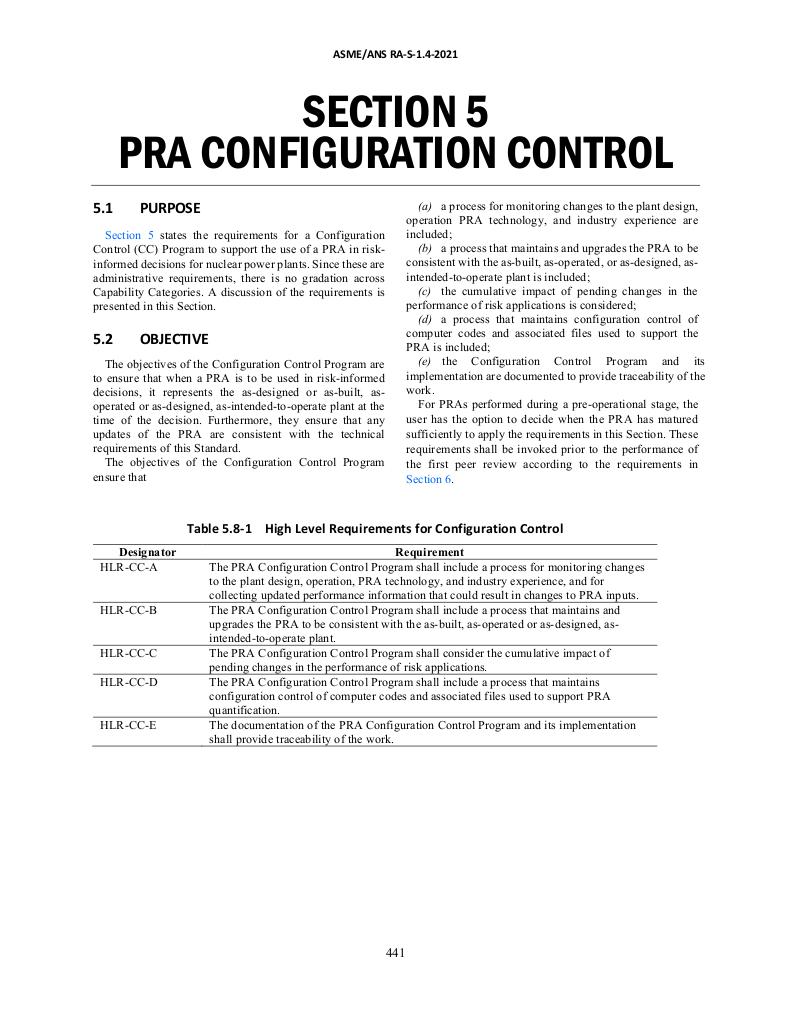 ASME/ANS RA-S-1.4-2021
SECTION 5
PRA CONFIGURATION CONTROL
5.1 PURPOSE
Section 5 states the requirements for a Configuration
Control (CC) Program to support the use of a PRA in risk-
informed decisions for nuclear power plants. Since these are
administrative requirements, there is no gradation across
Capability Categories. A discussion of the requirements is
presented in this Section.
5.2 OBJECTIVE
The objectives of the Configuration Control Program are
to ensure that when a PRA is to be used in risk-informed
decisions, it represents the as-designed or as-built, as-
operated or as-designed, as-intended-to-operate plant at the
time of the decision. Furthermore, they ensure that any
updates of the PRA are consistent with the technical
requirements of this Standard.
The objectives of the Configuration Control Program
ensure that
(a) a process for monitoring changes to the plant design,
operation PRA technology, and industry experience are
included;
(b) a process that maintains and upgrades the PRA to be
consistent with the as-built, as-operated, or as-designed, as-
intended-to-operate plant is included;
(c) the cumulative impact of pending changes in the
performance of risk applications is considered;
(d) a process that maintains configuration control of
computer codes and associated files used to support the
PRA is included;
(e) the Configuration Control Program and its
implementation are documented to provide traceability of the
work.
For PRAs performed during a pre-operational stage, the
user has the option to decide when the PRA has matured
sufficiently to apply the requirements in this Section. These
requirements shall be invoked prior to the performance of
the first peer review according to the requirements in
Section 6.
Table 5.8-1 High Level Requirements for Configuration Control
Designator Requirement
HLR-CC-A The PRA Configuration Control Program shall include a process for monitoring changes
to the plant design, operation, PRA technology, and industry experience, and for
collecting updated performance information that could result in changes to PRA inputs.
HLR-CC-B The PRA Configuration Control Program shall include a process that maintains and
upgrades the PRA to be consistent with the as-built, as-operated or as-designed, as-
intended-to-operate plant.
HLR-CC-C The PRA Configuration Control Program shall consider the cumulative impact of
pending changes in the performance of risk applications.
HLR-CC-D The PRA Configuration Control Program shall include a process that maintains
configuration control of computer codes and associated files used to support PRA
quantification.
HLR-CC-E The documentation of the PRA Configuration Control Program and its implementation
shall provide traceability of the work.
441